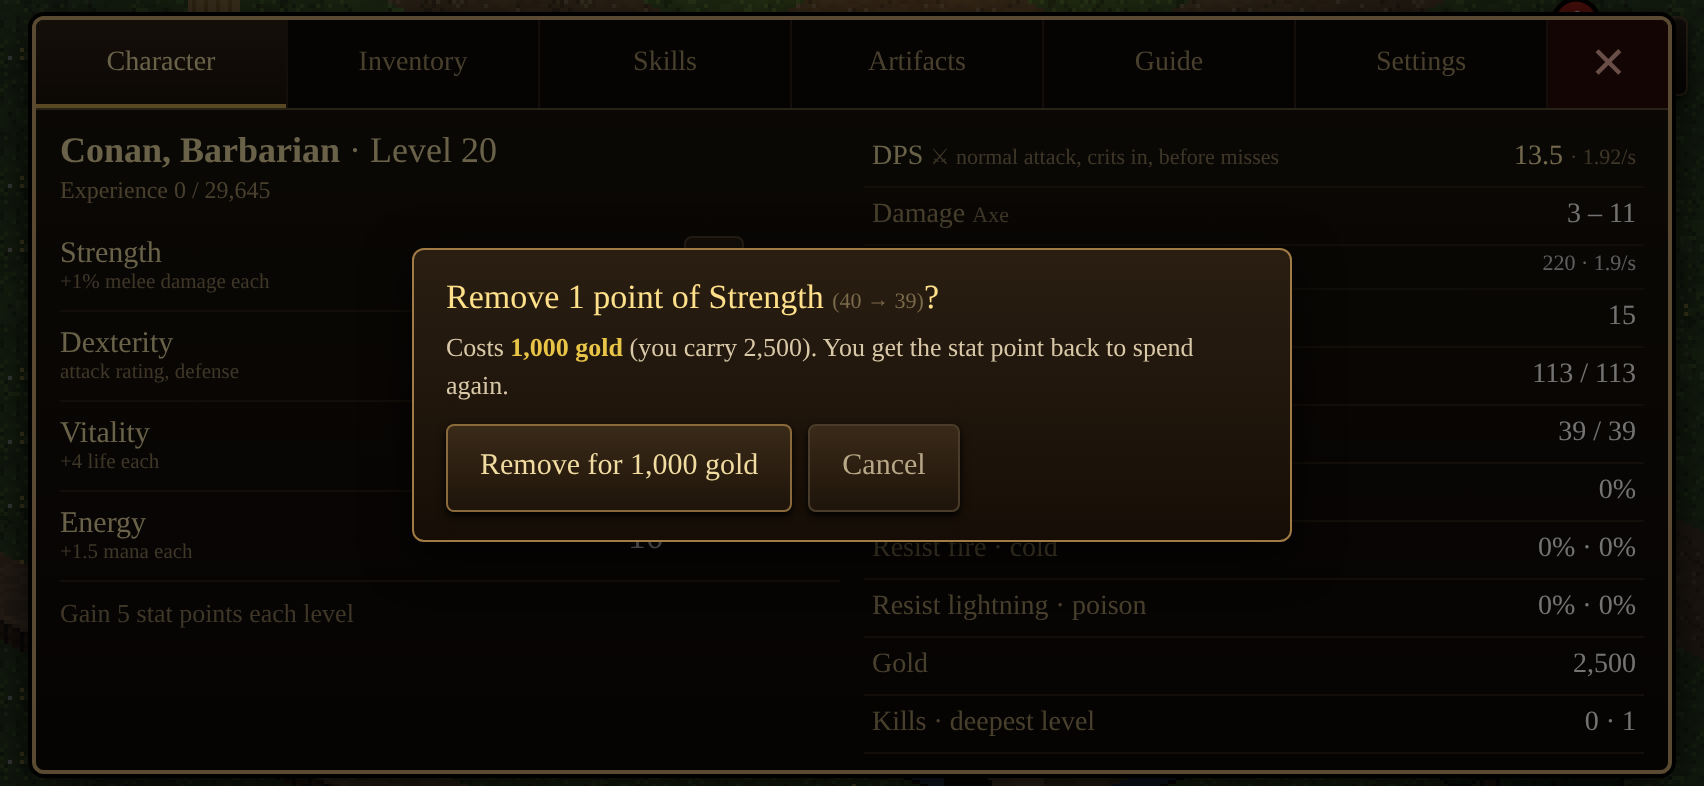 Character Inventory Skills Artifacts Guide Settings ✕
Conan, Barbarian · Level 20
Experience 0 / 29,645
Strength
+1% melee damage each
Dexterity
attack rating, defense
Vitality
+4 life each
Energy
+1.5 mana each
Gain 5 stat points each level
DPS ⚔ normal attack, crits in, before misses 13.5 · 1.92/s
Damage Axe 3 – 11
220 · 1.9/s
15
113 / 113
39 / 39
0%
Resist fire · cold 0% · 0%
Resist lightning · poison 0% · 0%
Gold 2,500
Kills · deepest level 0 · 1
Remove 1 point of Strength (40 → 39)?
Costs 1,000 gold (you carry 2,500). You get the stat point back to spend
again.
Remove for 1,000 gold
Cancel